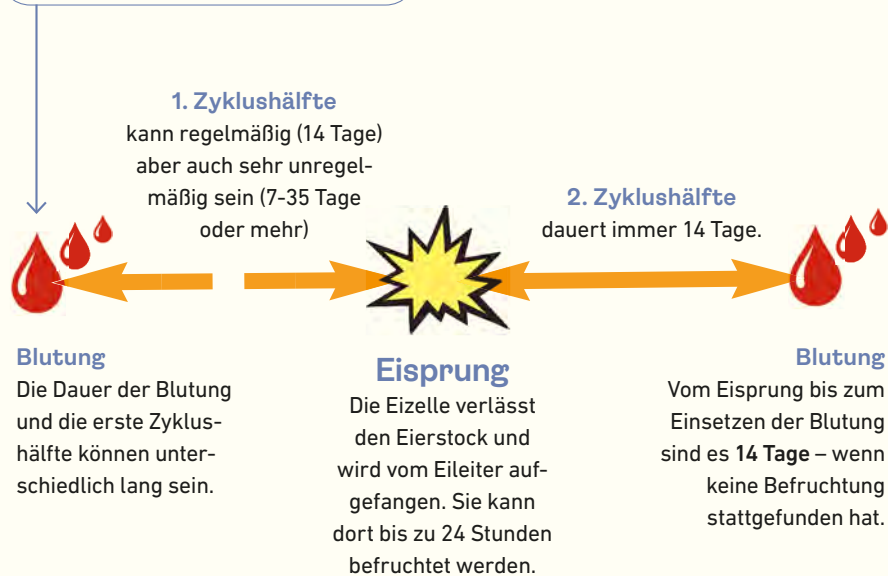 1. Zyklushälfte
kann regelmäßig (14 Tage)
aber auch sehr unregel-
mäßig sein (7-35 Tage
oder mehr)
2. Zyklushälfte
dauert immer 14 Tage.
Blutung
Die Dauer der Blutung
und die erste Zyklus-
hälfte können unter-
schiedlich lang sein.
Eisprung
Die Eizelle verlässt
den Eierstock und
wird vom Eileiter auf-
gefangen. Sie kann
dort bis zu 24 Stunden
befruchtet werden.
Blutung
Vom Eisprung bis zum
Einsetzen der Blutung
sind es 14 Tage – wenn
keine Befruchtung
stattgefunden hat.